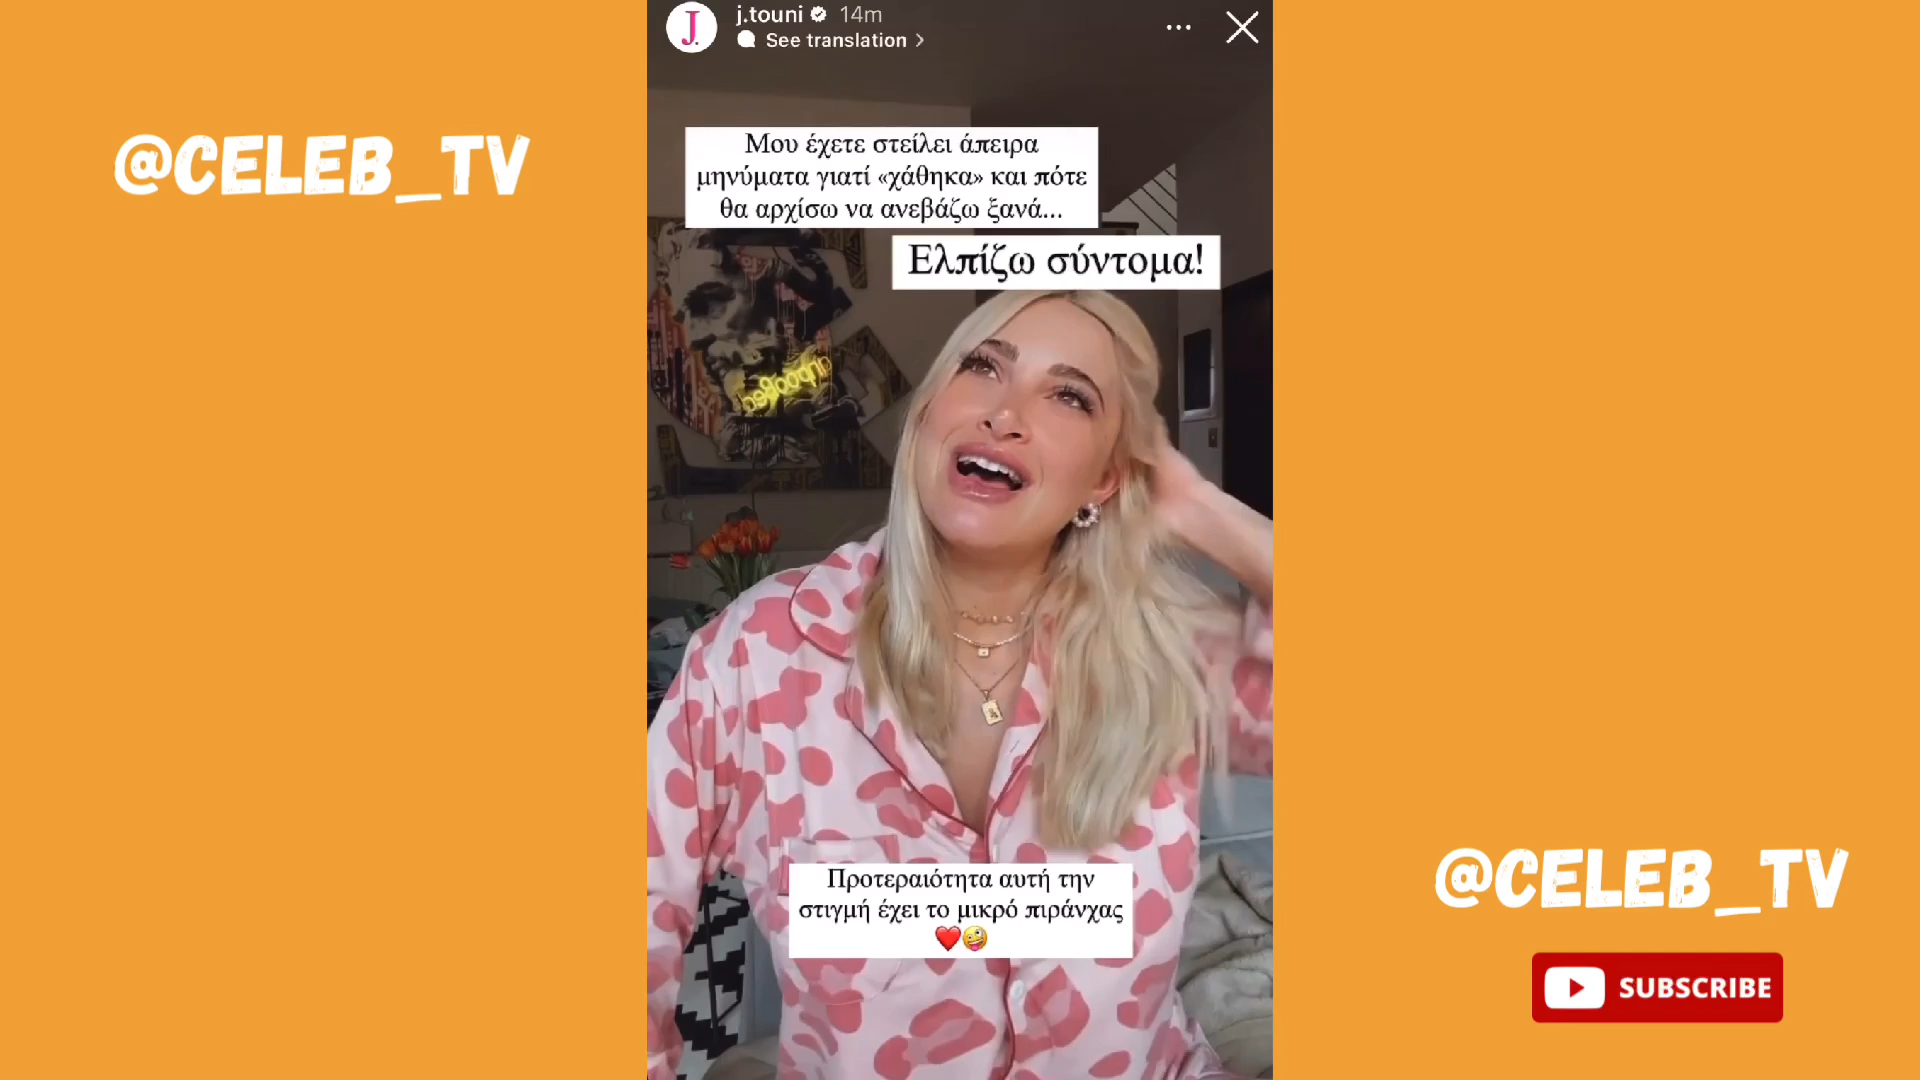 j.touni 14m
See translation
@CELEB_TV
Μου έχετε στείλει άπειρα
μηνύματα γιατί «χάθηκα» και πότε
θα αρχίσω να ανεβάζω ξανά...
Ελπίζω σύντομα!
Προτεραιότητα αυτή την
στιγμή έχει το μικρό πιράνχας
❤️🤪
@CELEB_TV
SUBSCRIBE